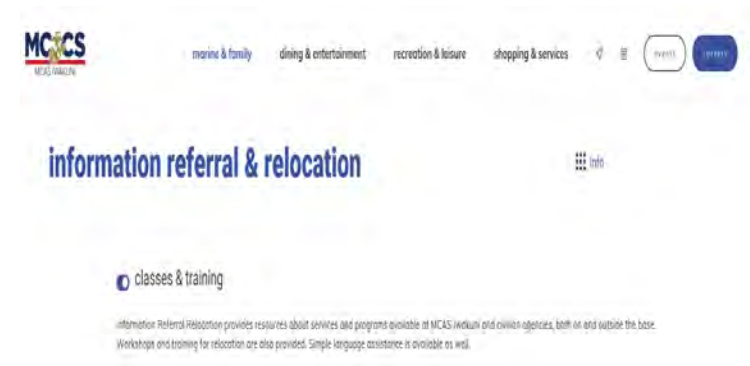 MCCS
MCAS IWAKUNI
marine & family
dining & entertainment
recreation & leisure
shopping & services
information referral & relocation
Info
classes & training
Information Referral Relocation provides resources about services and programs available at MCAS Iwakuni and civilian agencies, both on and outside the base.
Workshops and training for relocation are also provided. Simple language assistance is available as well.